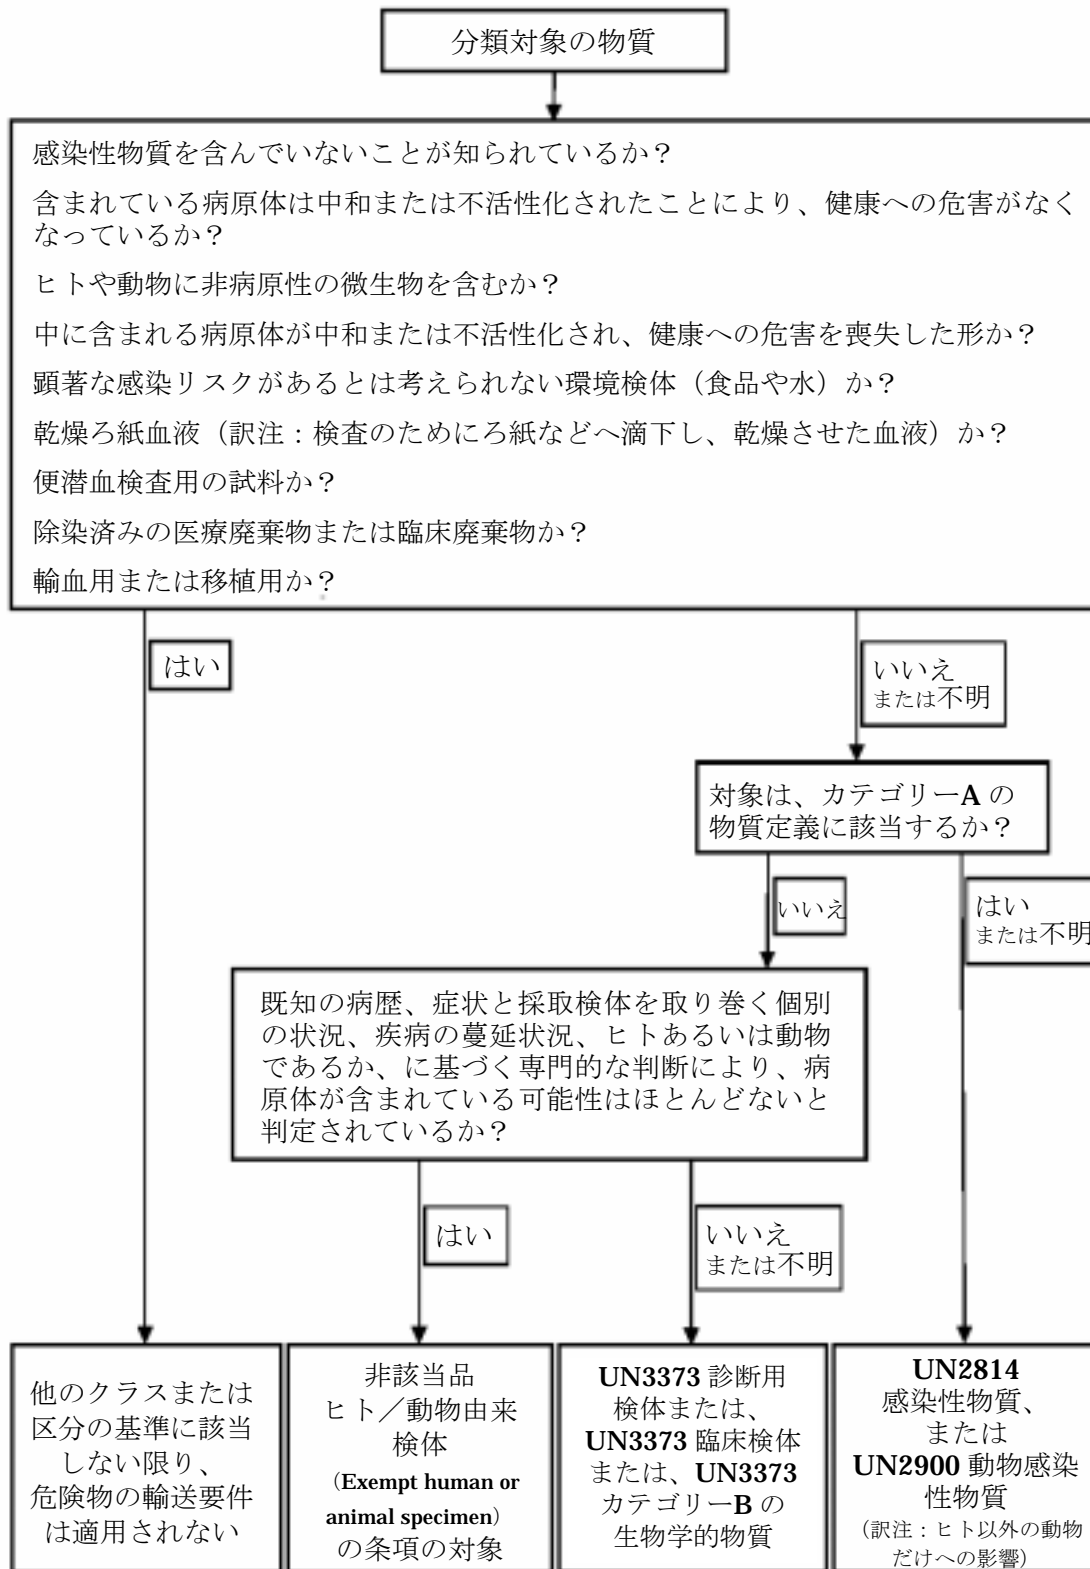 分類対象の物質
感染性物質を含んでいないことが知られているか？
含まれている病原体は中和または不活性化されたことにより、健康への危害がなく
なっているか？
ヒトや動物に非病原性の微生物を含むか？
中に含まれる病原体が中和または不活性化され、健康への危害を喪失した形か？
顕著な感染リスクがあるとは考えられない環境検体（食品や水）か？
乾燥ろ紙血液（訳注：検査のためにろ紙などへ滴下し、乾燥させた血液）か？
便潜血検査用の試料か？
除染済みの医療廃棄物または臨床廃棄物か？
輸血用または移植用か？
はい
いいえ
または不明
対象は、カテゴリーA の
物質定義に該当するか？
いいえ
はい
または不明
既知の病歴、症状と採取検体を取り巻く個別
の状況、疾病の蔓延状況、ヒトあるいは動物
であるか、に基づく専門的な判断により、病
原体が含まれている可能性はほとんどないと
判定されているか？
はい
いいえ
または不明
他のクラスまたは
区分の基準に該当
しない限り、
危険物の輸送要件
は適用されない
非該当品
ヒト／動物由来
検体
（Exempt human or
animal specimen）
の条項の対象
UN3373 診断用
検体または、
UN3373 臨床検体
または、UN3373
カテゴリーB の
生物学的物質
UN2814
感染性物質、
または
UN2900 動物感染
性物質
（訳注：ヒト以外の動物
だけへの影響）